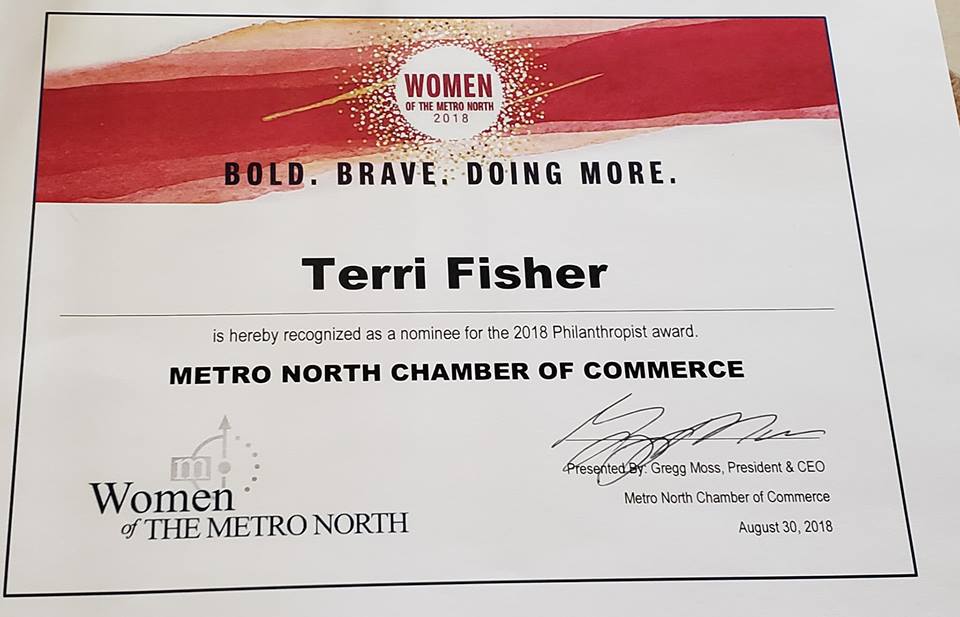 WOMEN
OF THE METRO NORTH
2018
BOLD. BRAVE. DOING MORE.
Terri Fisher
is hereby recognized as a nominee for the 2018 Philanthropist award.
METRO NORTH CHAMBER OF COMMERCE
m
Women
of THE METRO NORTH
Presented By: Gregg Moss, President & CEO
Metro North Chamber of Commerce
August 30, 2018